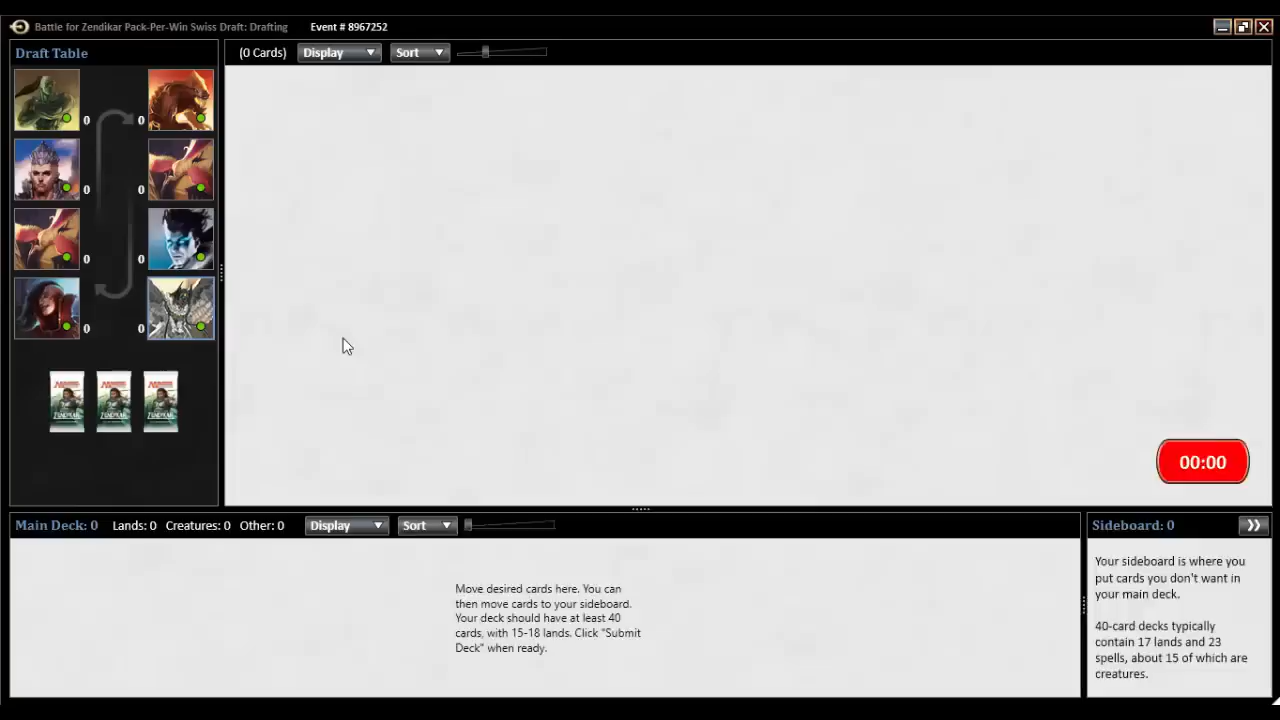 Battle for Zendikar Pack-Per-Win Swiss Draft: Drafting Event # 8967252
Draft Table
(0 Cards) Display Sort
0 0
0 0
0 0
0 0
ZENDIKAR ZENDIKAR ZENDIKAR
00:00
Main Deck: 0 Lands: 0 Creatures: 0 Other: 0 Display Sort
Sideboard: 0
Move desired cards here. You can
then move cards to your sideboard.
Your deck should have at least 40
cards, with 15-18 lands. Click "Submit
Deck" when ready.
Your sideboard is where you
put cards you don't want in
your main deck.
40-card decks typically
contain 17 lands and 23
spells, about 15 of which are
creatures.